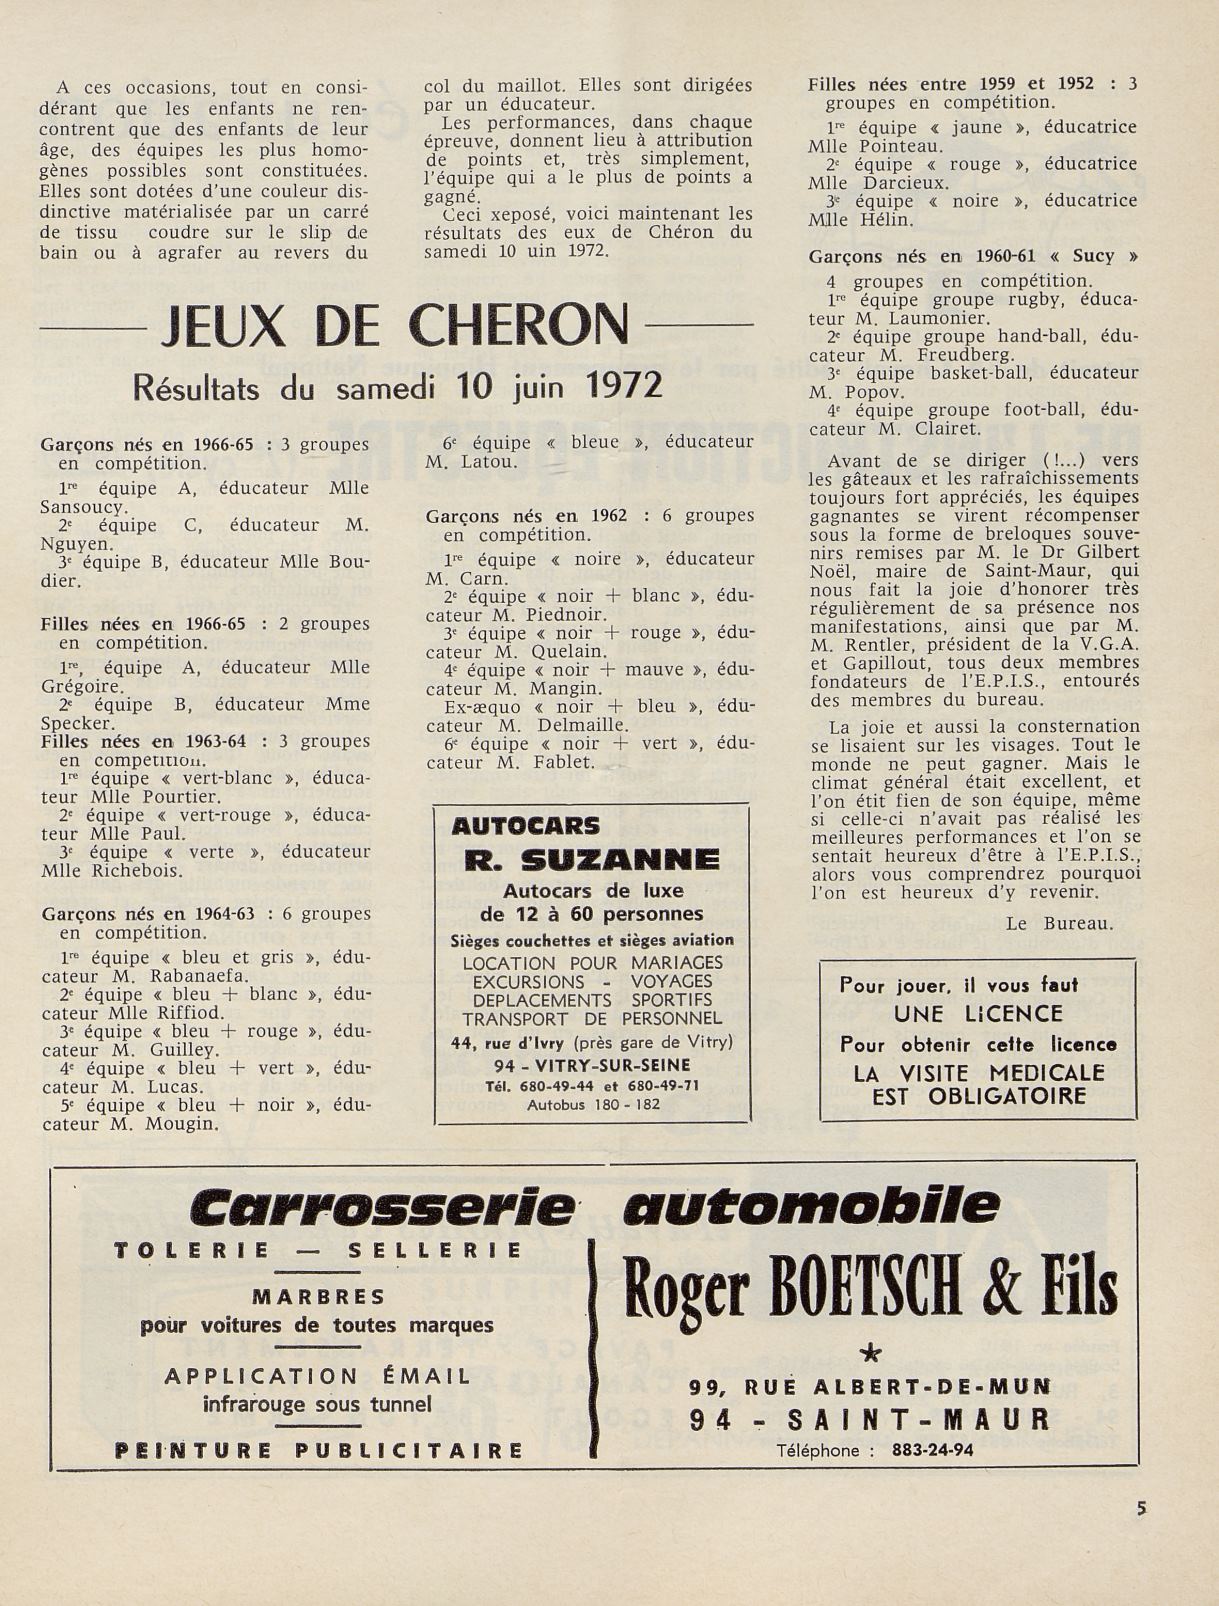 A ces occasions, tout en consi-
dérant que les enfants ne ren-
contrent que des enfants de leur
âge, des équipes les plus homo-
gènes possibles sont constituées.
Elles sont dotées d'une couleur dis-
dinctive matérialisée par un carré
de tissu coudre sur le slip de
bain ou à agrafer au revers du
col du maillot. Elles sont dirigées
par un éducateur.
Les performances, dans chaque
épreuve, donnent lieu à attribution
de points et, très simplement,
l'équipe qui a le plus de points a
gagné.
Ceci xeposé, voici maintenant les
résultats des eux de Chéron du
samedi 10 uin 1972.
JEUX DE CHERON
Résultats du samedi 10 juin 1972
Garçons nés en 1966-65 : 3 groupes
en compétition.
1re équipe A, éducateur Mlle
Sansoucy.
2e équipe C, éducateur M.
Nguyen.
3e équipe B, éducateur Mlle Bou-
dier.
Filles nées en 1966-65 : 2 groupes
en compétition.
1re, équipe A, éducateur Mlle
Grégoire.
2e équipe B, éducateur Mme
Specker.
Filles nées en 1963-64 : 3 groupes
en competition.
1re équipe « vert-blanc », éduca-
teur Mlle Pourtier.
2e équipe « vert-rouge », éduca-
teur Mlle Paul.
3e équipe « verte », éducateur
Mlle Richebois.
Garçons nés en 1964-63 : 6 groupes
en compétition.
1re équipe « bleu et gris », édu-
cateur M. Rabanaefa.
2e équipe « bleu + blanc », édu-
cateur Mlle Riffiod.
3e équipe « bleu + rouge », édu-
cateur M. Guilley.
4e équipe « bleu + vert », édu-
cateur M. Lucas.
5e équipe « bleu + noir », édu-
cateur M. Mougin.
6e équipe « bleue », éducateur
M. Latou.
Garçons nés en 1962 : 6 groupes
en compétition.
1re équipe « noire », éducateur
M. Carn.
2e équipe « noir + blanc », édu-
cateur M. Piednoir.
3e équipe « noir + rouge », édu-
cateur M. Quelain.
4e équipe « noir + mauve », édu-
cateur M. Mangin.
Ex-æquo « noir + bleu », édu-
cateur M. Delmaille.
6e équipe « noir + vert », édu-
cateur M. Fablet.
AUTOCARS
R. SUZANNE
Autocars de luxe
de 12 à 60 personnes
Sièges couchettes et sièges aviation
LOCATION POUR MARIAGES
EXCURSIONS - VOYAGES
DEPLACEMENTS SPORTIFS
TRANSPORT DE PERSONNEL
44, rue d'Ivry (près gare de Vitry)
94 - VITRY-SUR-SEINE
Tél. 680-49-44 et 680-49-71
Autobus 180 - 182
Filles nées entre 1959 et 1952 : 3
groupes en compétition.
1re équipe « jaune », éducatrice
Mlle Pointeau.
2e équipe « rouge », éducatrice
Mlle Darcieux.
3e équipe « noire », éducatrice
Mlle Hélin.
Garçons nés en 1960-61 « Sucy »
4 groupes en compétition.
1re équipe groupe rugby, éduca-
teur M. Laumonier.
2e équipe groupe hand-ball, édu-
cateur M. Freudberg.
3e équipe basket-ball, éducateur
M. Popov.
4e équipe groupe foot-ball, édu-
cateur M. Clairet.
Avant de se diriger (!...) vers
les gâteaux et les rafraîchissements
toujours fort appréciés, les équipes
gagnantes se virent récompenser
sous la forme de breloques souve-
nirs remises par M. le Dr Gilbert
Noël, maire de Saint-Maur, qui
nous fait la joie d'honorer très
régulièrement de sa présence nos
manifestations, ainsi que par M.
M. Rentler, président de la V.G.A.
et Gapillout, tous deux membres
fondateurs de l'E.P.I.S., entourés
des membres du bureau.
La joie et aussi la consternation
se lisaient sur les visages. Tout le
monde ne peut gagner. Mais le
climat général était excellent, et
l'on étit fien de son équipe, même
si celle-ci n'avait pas réalisé les
meilleures performances et l'on se
sentait heureux d'être à l'E.P.I.S.,
alors vous comprendrez pourquoi
l'on est heureux d'y revenir.
Le Bureau.
Pour jouer, il vous faut
UNE LICENCE
Pour obtenir cette licence
LA VISITE MEDICALE
EST OBLIGATOIRE
Carrosserie automobile
TOLERIE — SELLERIE
MARBRES
pour voitures de toutes marques
APPLICATION ÉMAIL
infrarouge sous tunnel
PEINTURE PUBLICITAIRE
Roger BOETSCH & Fils
99, RUE ALBERT-DE-MUN
94 - SAINT-MAUR
Téléphone : 883-24-94
5